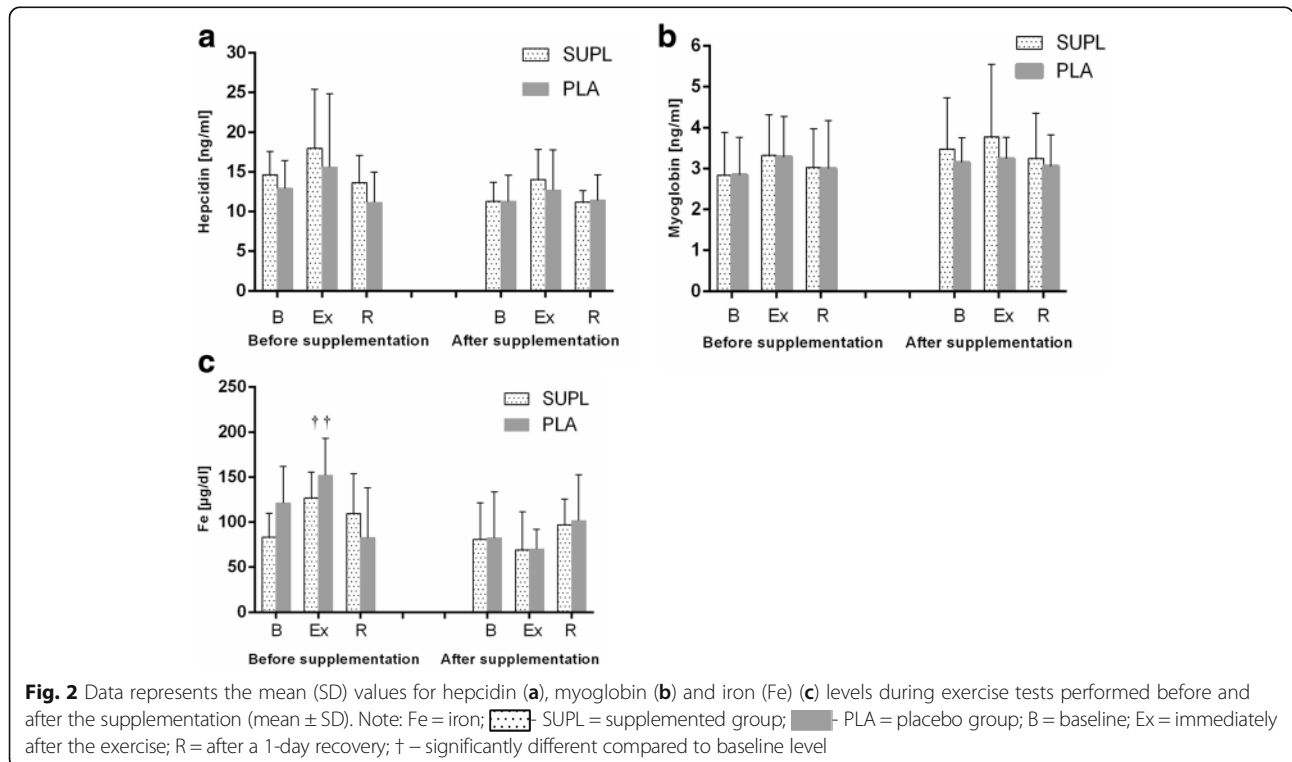 a
30
25
20
15
10
5
0
Hepcidin [ng/ml]
SUPL
PLA
B Ex R B Ex R
Before supplementation After supplementation
b
6
5
4
3
2
1
0
Myoglobin [ng/ml]
SUPL
PLA
B Ex R B Ex R
Before supplementation After supplementation
c
250
200
150
100
50
0
Fe [µg/dl]
SUPL
PLA
† †
B Ex R B Ex R
Before supplementation After supplementation
Fig. 2 Data represents the mean (SD) values for hepcidin (a), myoglobin (b) and iron (Fe) (c) levels during exercise tests performed before and
after the supplementation (mean ± SD). Note: Fe = iron; - SUPL = supplemented group; - PLA = placebo group; B = baseline; Ex = immediately
after the exercise; R = after a 1-day recovery; † – significantly different compared to baseline level